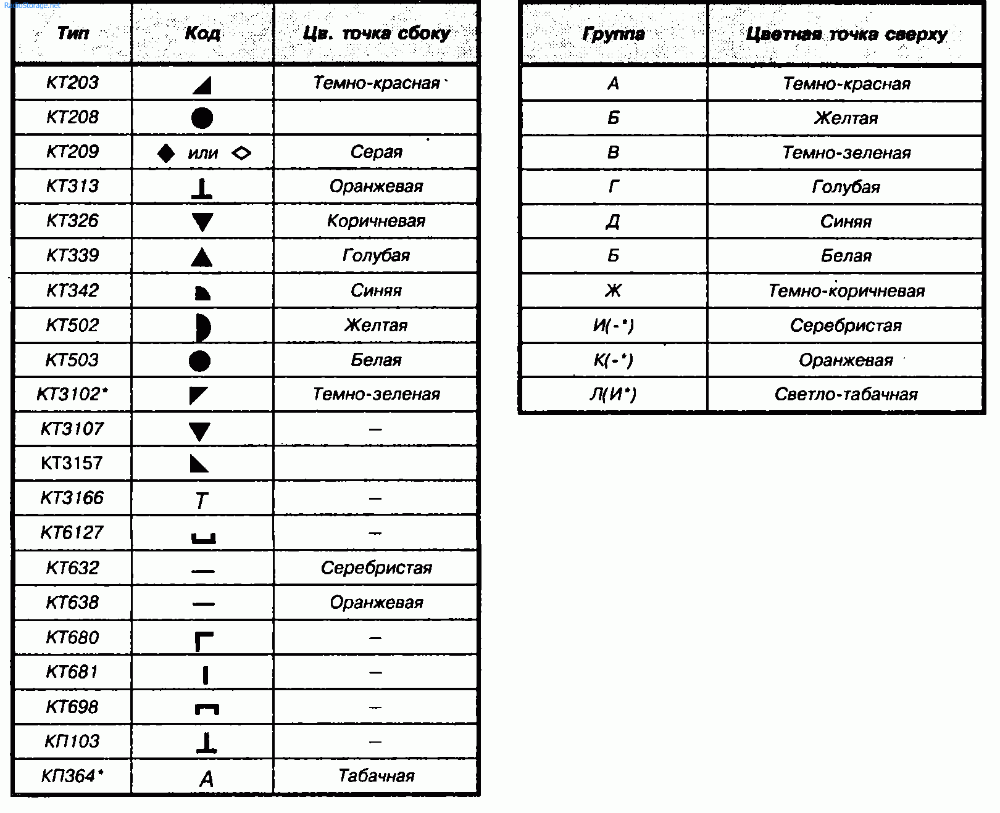 RadioStorage.net
Тип Код Цв. точка сбоку
КТ203 Темно-красная
КТ208
КТ209 или Серая
КТ313 Оранжевая
КТ326 Коричневая
КТ339 Голубая
КТ342 Синяя
КТ502 Желтая
КТ503 Белая
КТ3102* Темно-зеленая
КТ3107 –
КТ3157
КТ3166 Т –
КТ6127 –
КТ632 — Серебристая
КТ638 — Оранжевая
КТ680 –
КТ681 –
КТ698 –
КП103 –
КП364* А Табачная
Группа Цветная точка сверху
А Темно-красная
Б Желтая
В Темно-зеленая
Г Голубая
Д Синяя
Б Белая
Ж Темно-коричневая
И(-*) Серебристая
К(-*) Оранжевая
Л(И*) Светло-табачная